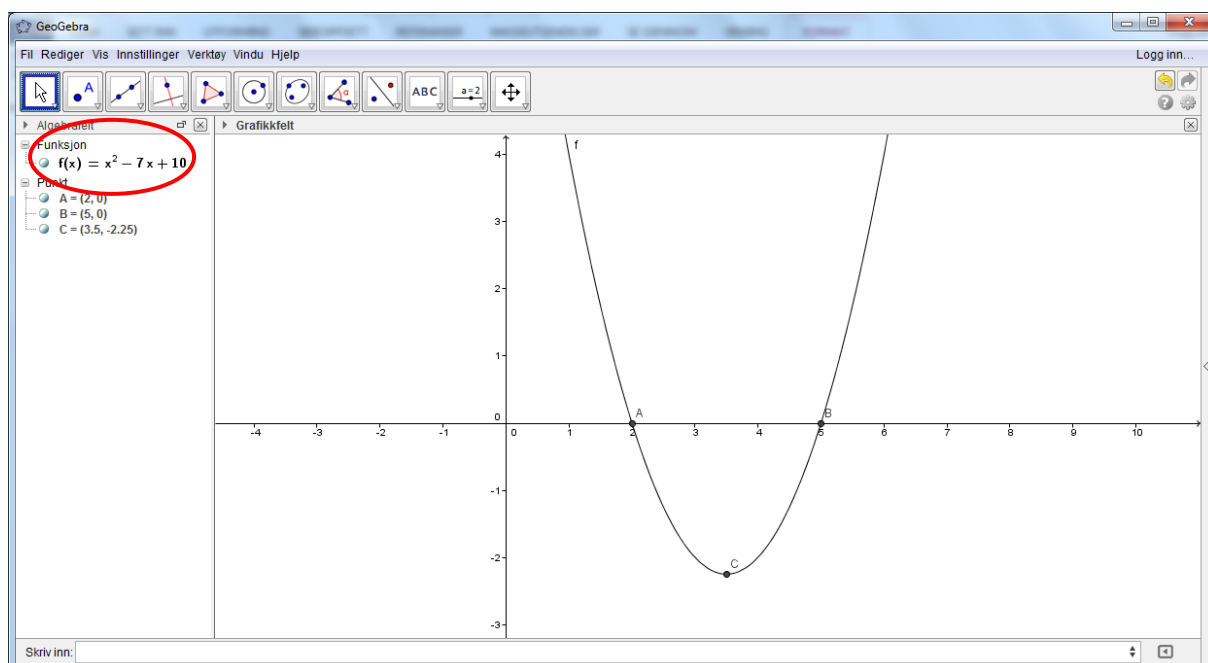 GeoGebra
Fil Rediger Vis Innstillinger Verktøy Vindu Hjelp
Logg inn...
A
α
ABC
a=2
Algebrafelt
Grafikkfelt
Funksjon
f(x) = x² − 7 x + 10
Punkt
A = (2, 0)
B = (5, 0)
C = (3.5, -2.25)
f
4
3
2
1
0
A
B
-4 -3 -2 -1 0 1 2 3 4 5 6 7 8 9 10
-1
-2
C
-3
Skriv inn: